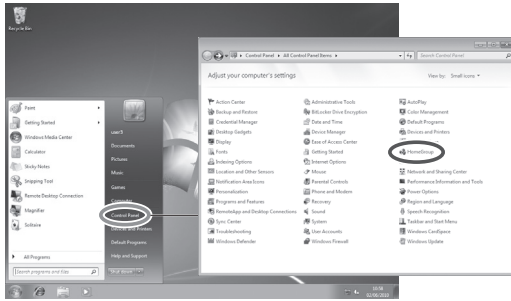 Recycle Bin
Control Panel ▸ All Control Panel Items ▸
Search Control Panel
Adjust your computer's settings
View by: Small icons
Action Center
Administrative Tools
AutoPlay
Backup and Restore
BitLocker Drive Encryption
Color Management
Credential Manager
Date and Time
Default Programs
Desktop Gadgets
Device Manager
Devices and Printers
Display
Ease of Access Center
Fonts
Getting Started
HomeGroup
Indexing Options
Internet Options
Location and Other Sensors
Mouse
Network and Sharing Center
Notification Area Icons
Parental Controls
Performance Information and Tools
Personalization
Phone and Modem
Power Options
Programs and Features
Recovery
Region and Language
RemoteApp and Desktop Connections
Sound
Speech Recognition
Sync Center
System
Taskbar and Start Menu
Troubleshooting
User Accounts
Windows CardSpace
Windows Defender
Windows Firewall
Windows Update
Paint
Getting Started
Windows Media Center
Calculator
Sticky Notes
Snipping Tool
Remote Desktop Connection
Magnifier
Solitaire
All Programs
Search programs and files
user1
Documents
Pictures
Music
Games
Computer
Control Panel
Devices and Printers
Default Programs
Help and Support
Shut down
10:56
02/06/2010